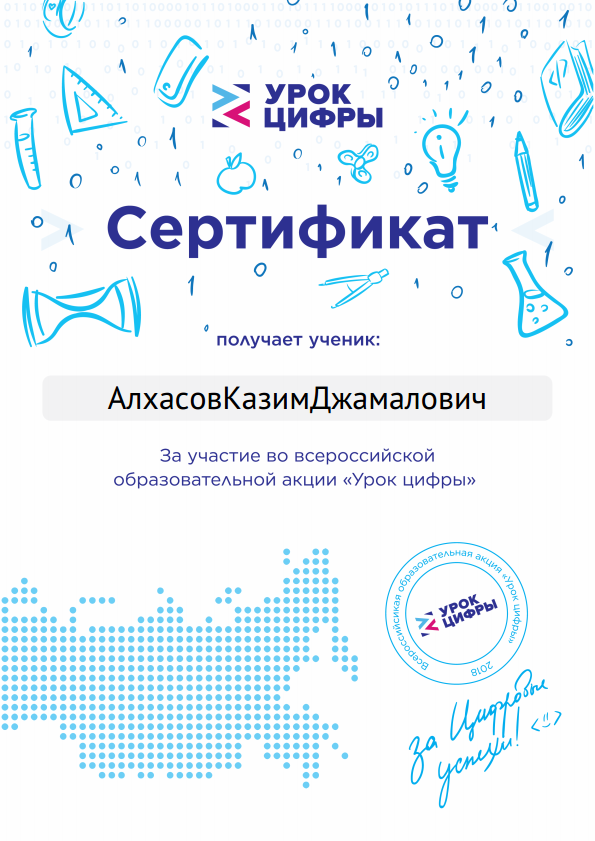 УРОК
ЦИФРЫ
Сертификат
получает ученик:
АлхасовКазимДжамалович
За участие во всероссийской
образовательной акции «Урок цифры»
Всероссийская образовательная акция «Урок цифры»
УРОК
ЦИФРЫ
2018
за Цифровые
успехи! <:)>